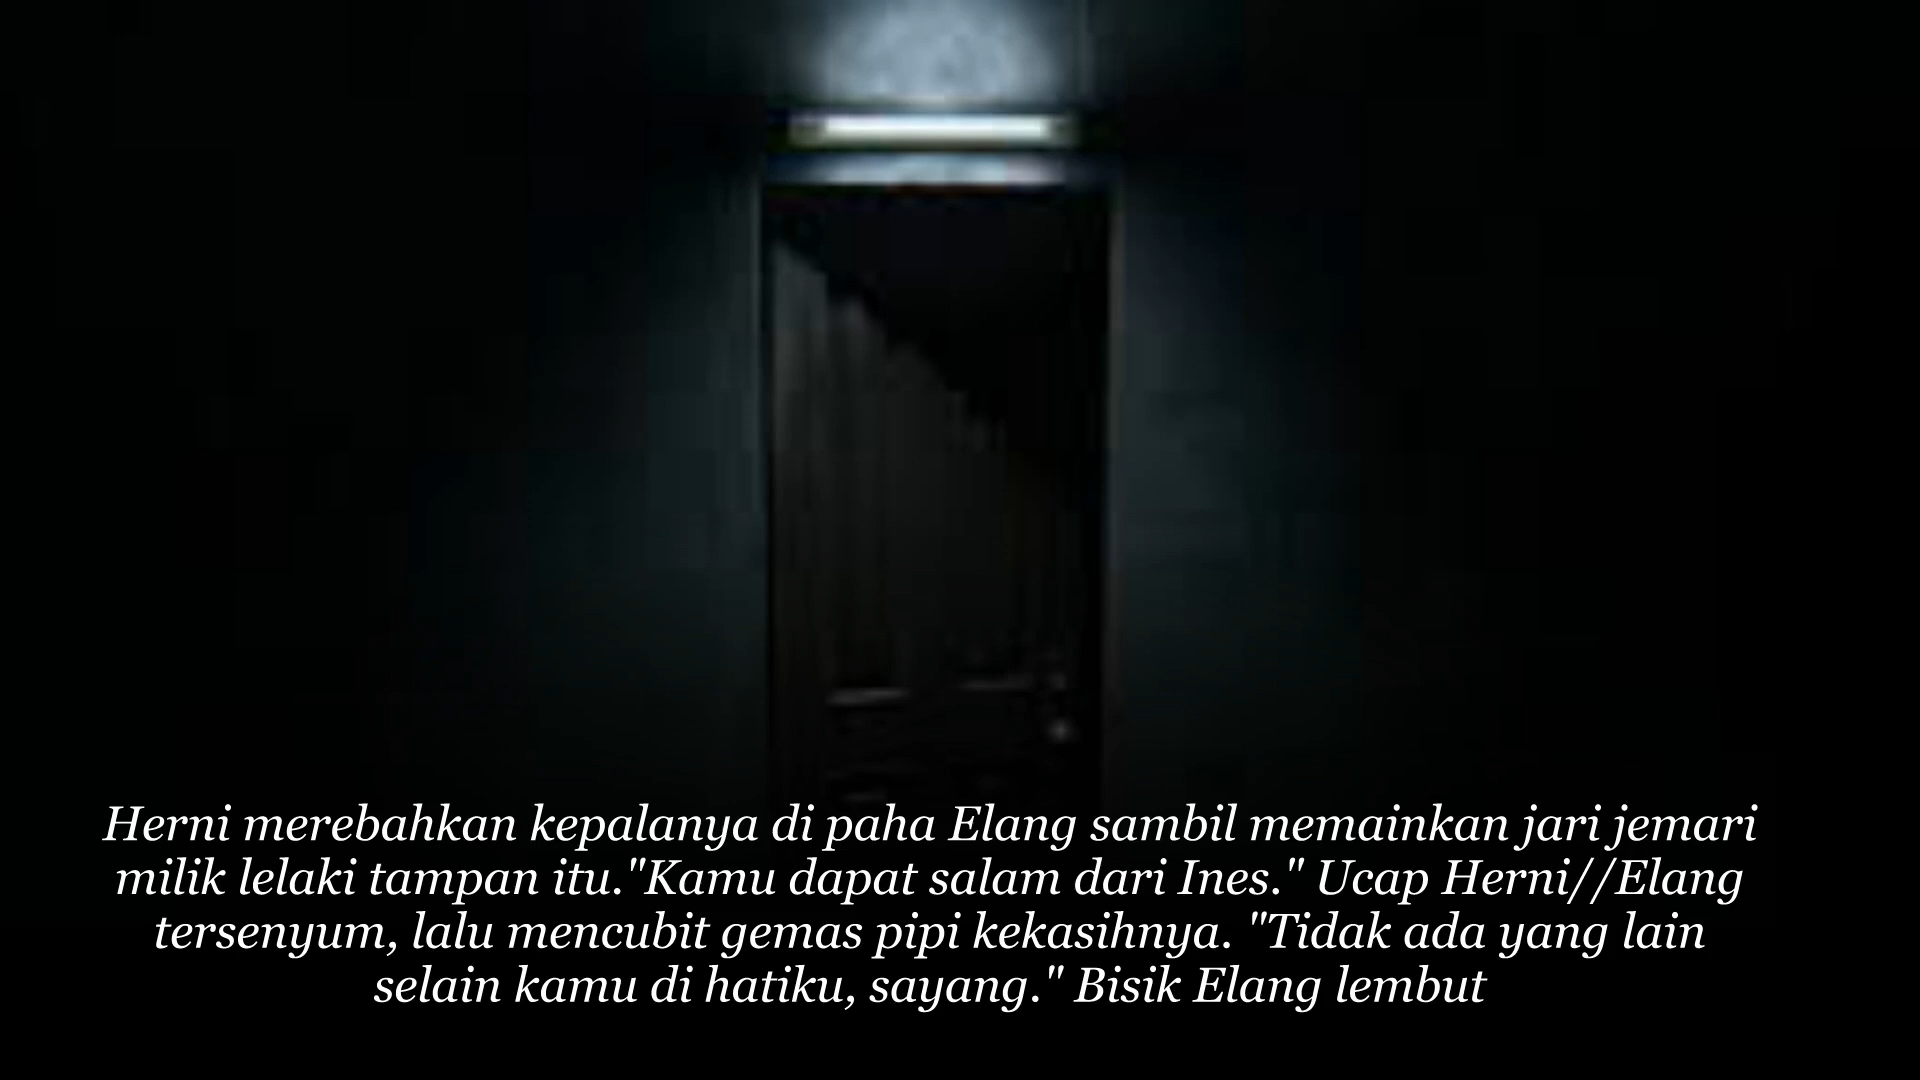 Herni merebahkan kepalanya di paha Elang sambil memainkan jari jemari
milik lelaki tampan itu."Kamu dapat salam dari Ines." Ucap Herni//Elang
tersenyum, lalu mencubit gemas pipi kekasihnya. "Tidak ada yang lain
selain kamu di hatiku, sayang." Bisik Elang lembut